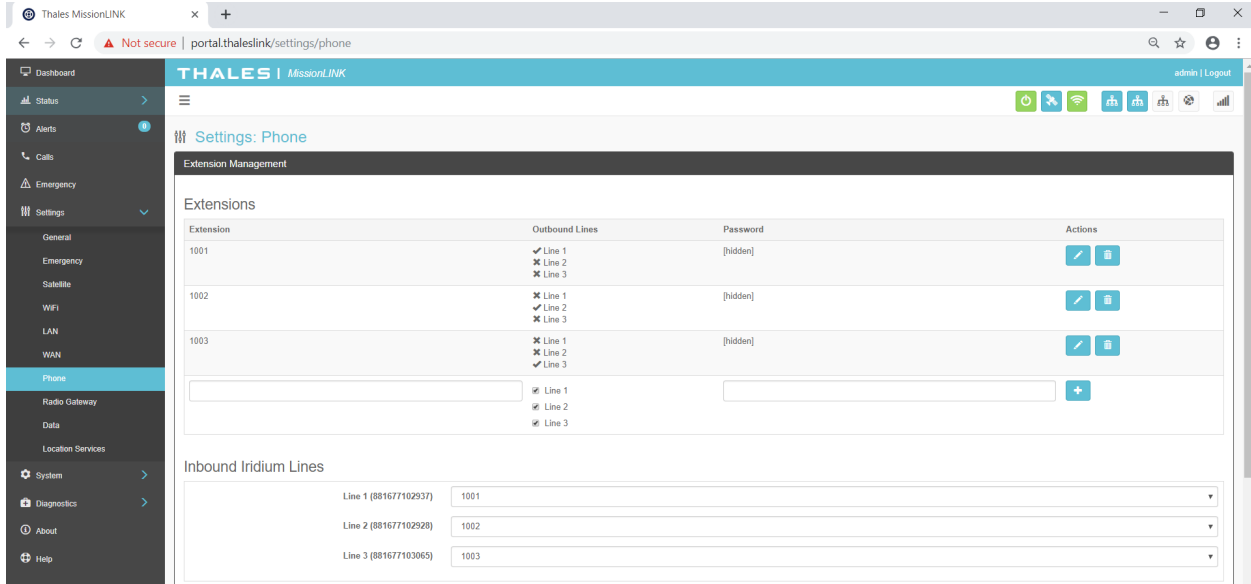 Thales MissionLINK
Not secure | portal.thaleslink/settings/phone
Dashboard
THALES | MissionLINK
admin | Logout
Status
Alerts
0
Settings: Phone
Calls
Extension Management
Emergency
Settings
Extensions
General
Extension Outbound Lines Password Actions
1001 Line 1 [hidden]
Line 2
Line 3
Emergency
Satellite
1002 Line 1 [hidden]
Line 2
Line 3
WiFi
LAN
1003 Line 1 [hidden]
Line 2
Line 3
WAN
Phone
Line 1
Line 2
Line 3
Radio Gateway
Data
Location Services
Inbound Iridium Lines
System
Line 1 (881677102937) 1001
Diagnostics
Line 2 (881677102928) 1002
About
Line 3 (881677103065) 1003
Help